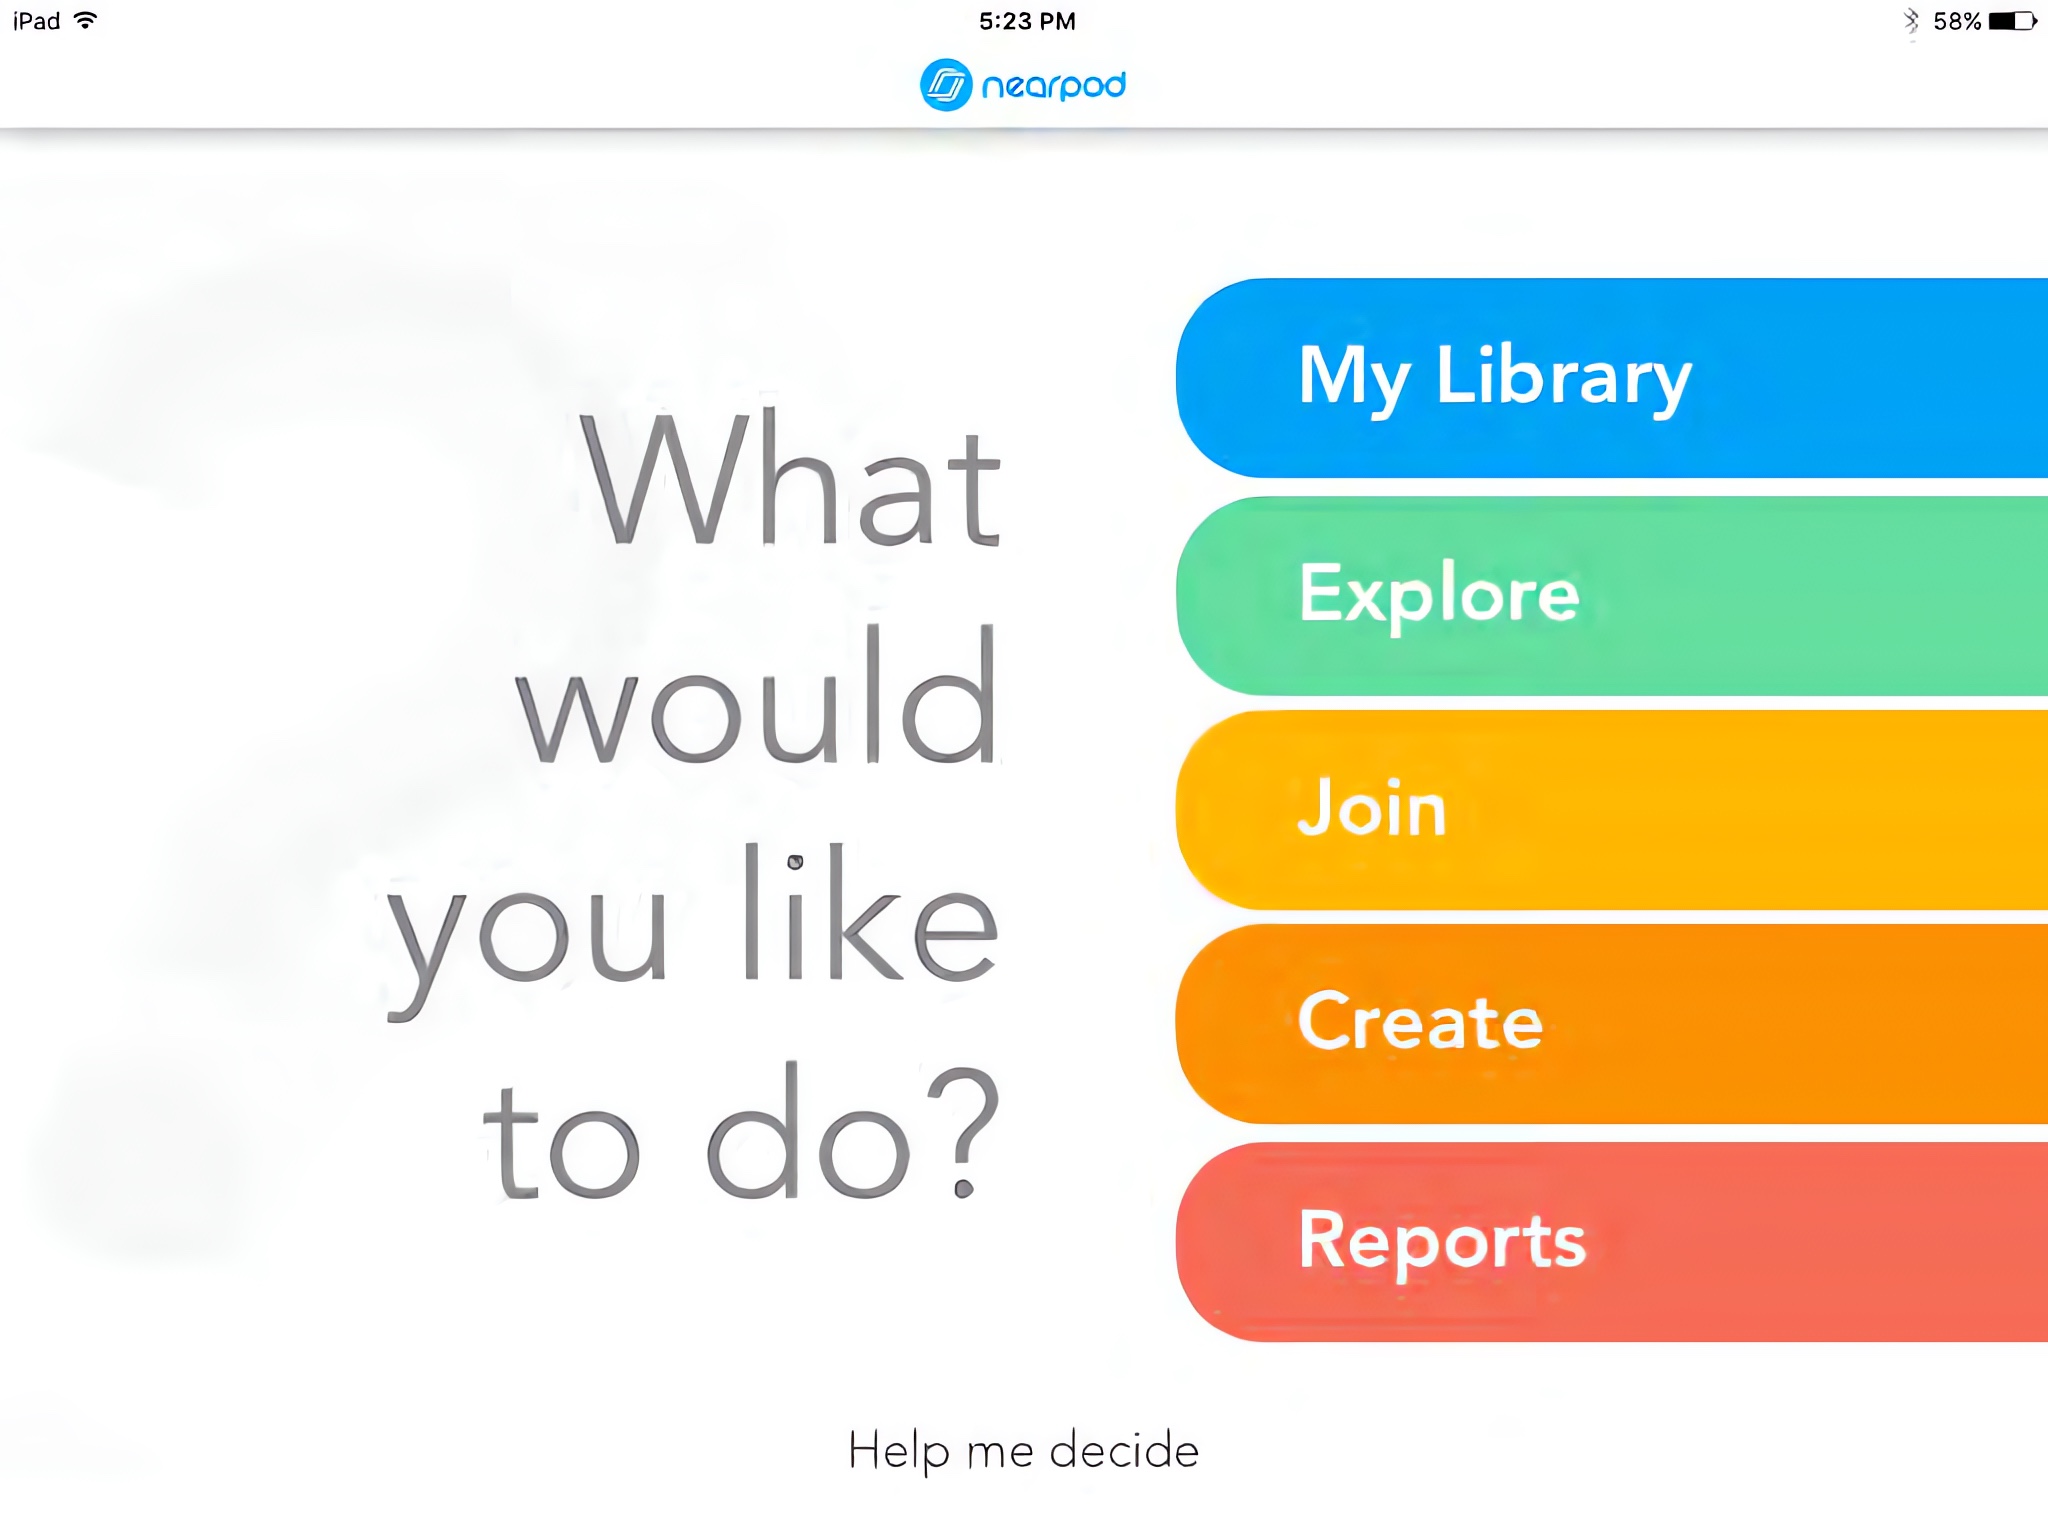 iPad
5:23 PM
58%
nearpod
What
would
you like
to do?
My Library
Explore
Join
Create
Reports
Help me decide